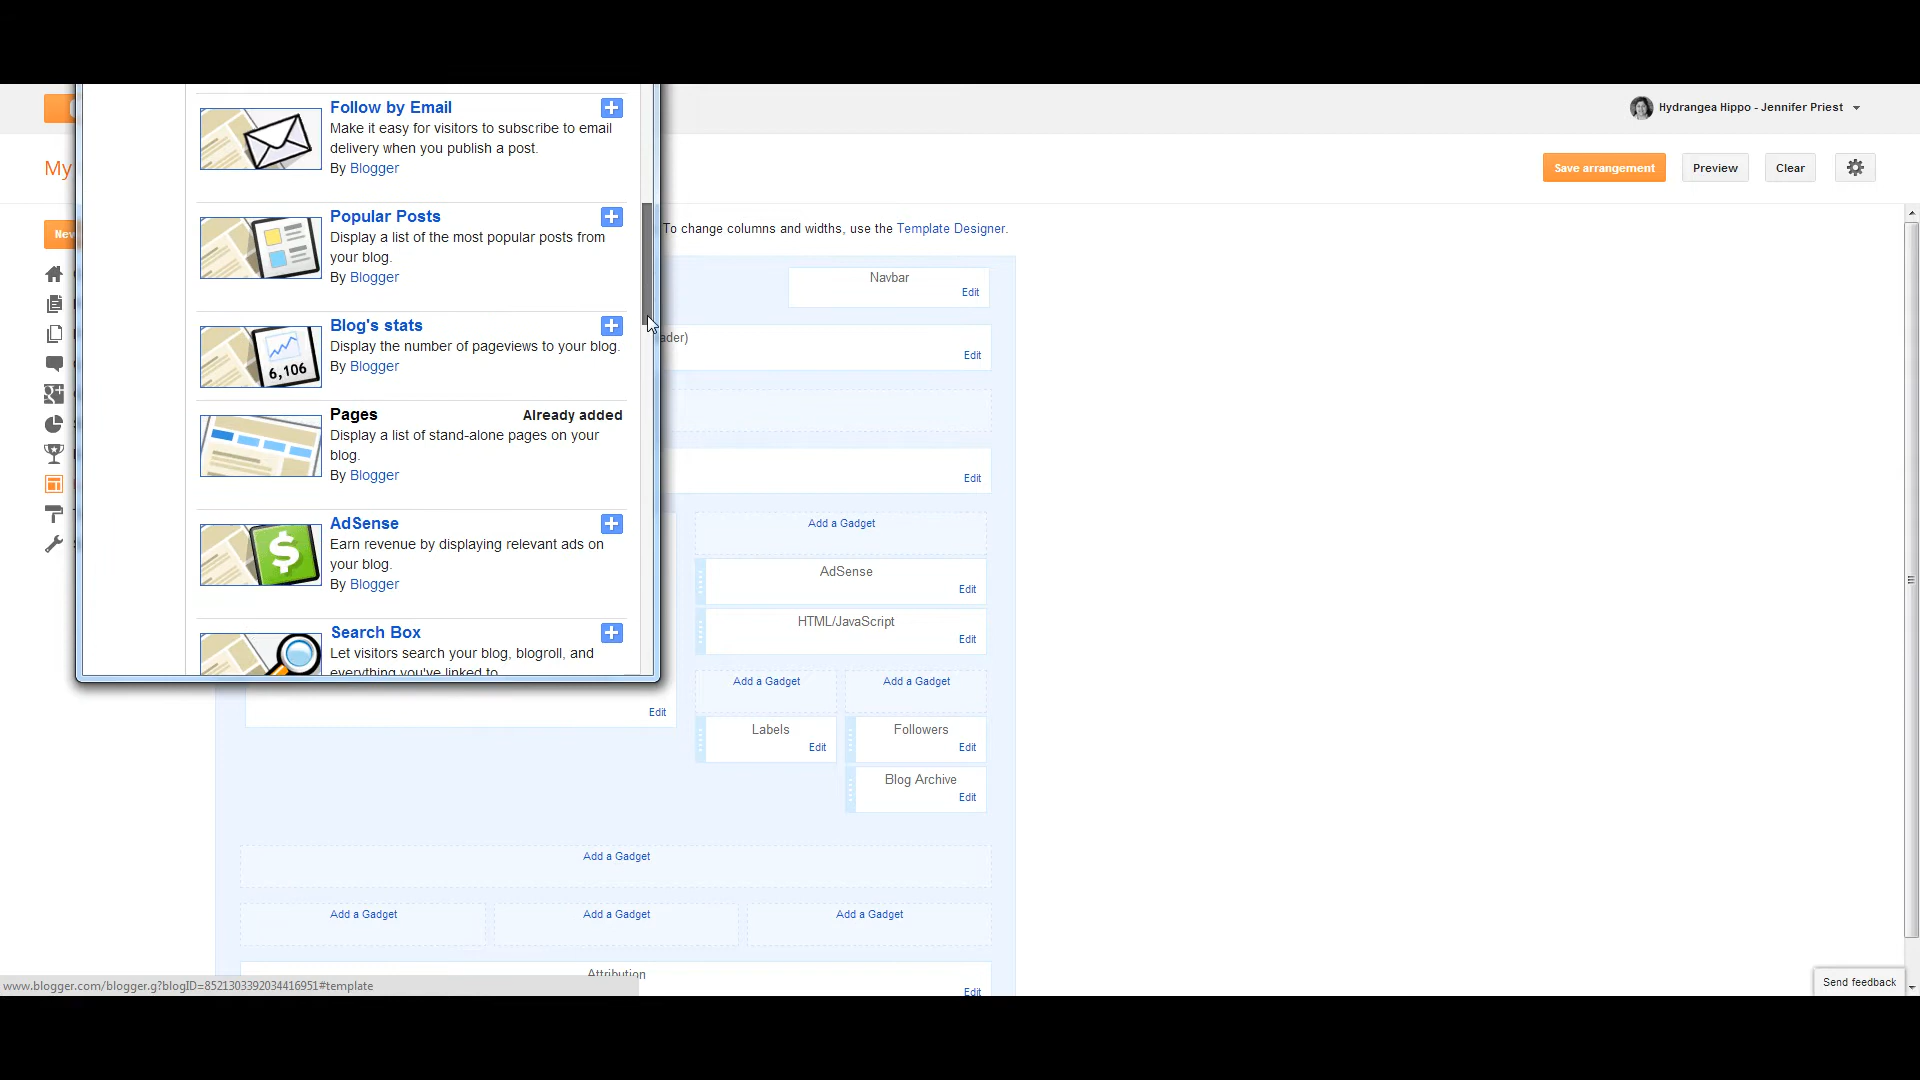 Follow by Email
Make it easy for visitors to subscribe to email
delivery when you publish a post.
By Blogger
Popular Posts
Display a list of the most popular posts from
your blog.
By Blogger
Blog's stats
Display the number of pageviews to your blog.
6,106
By Blogger
Pages
Already added
Display a list of stand-alone pages on your
blog.
By Blogger
AdSense
Earn revenue by displaying relevant ads on
your blog.
By Blogger
Search Box
Let visitors search your blog, blogroll, and
everything you've linked to.
Hydrangea Hippo - Jennifer Priest
My
Save arrangement
Preview
Clear
New
To change columns and widths, use the Template Designer.
Navbar
Edit
ader)
Edit
Edit
Add a Gadget
AdSense
Edit
HTML/JavaScript
Edit
Add a Gadget
Add a Gadget
Edit
Labels
Edit
Followers
Edit
Blog Archive
Edit
Add a Gadget
Add a Gadget
Add a Gadget
Add a Gadget
Attribution
Edit
www.blogger.com/blogger.g?blogID=8521303392034416951#template
Send feedback